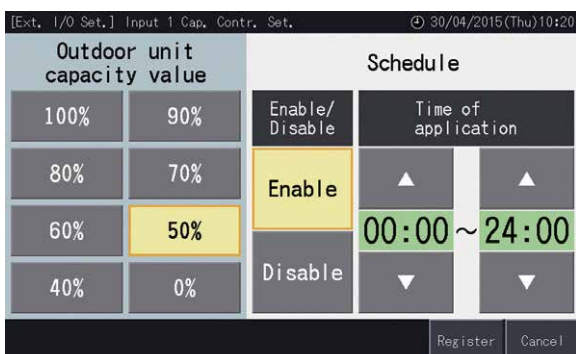 [Ext. I/O Set.] Input 1 Cap. Contr. Set.
30/04/2015(Thu)10:20
Outdoor unit
capacity value
100%
90%
80%
70%
60%
50%
40%
0%
Schedule
Enable/
Disable
Time of
application
Enable
Disable
00:00~24:00
Register
Cancel